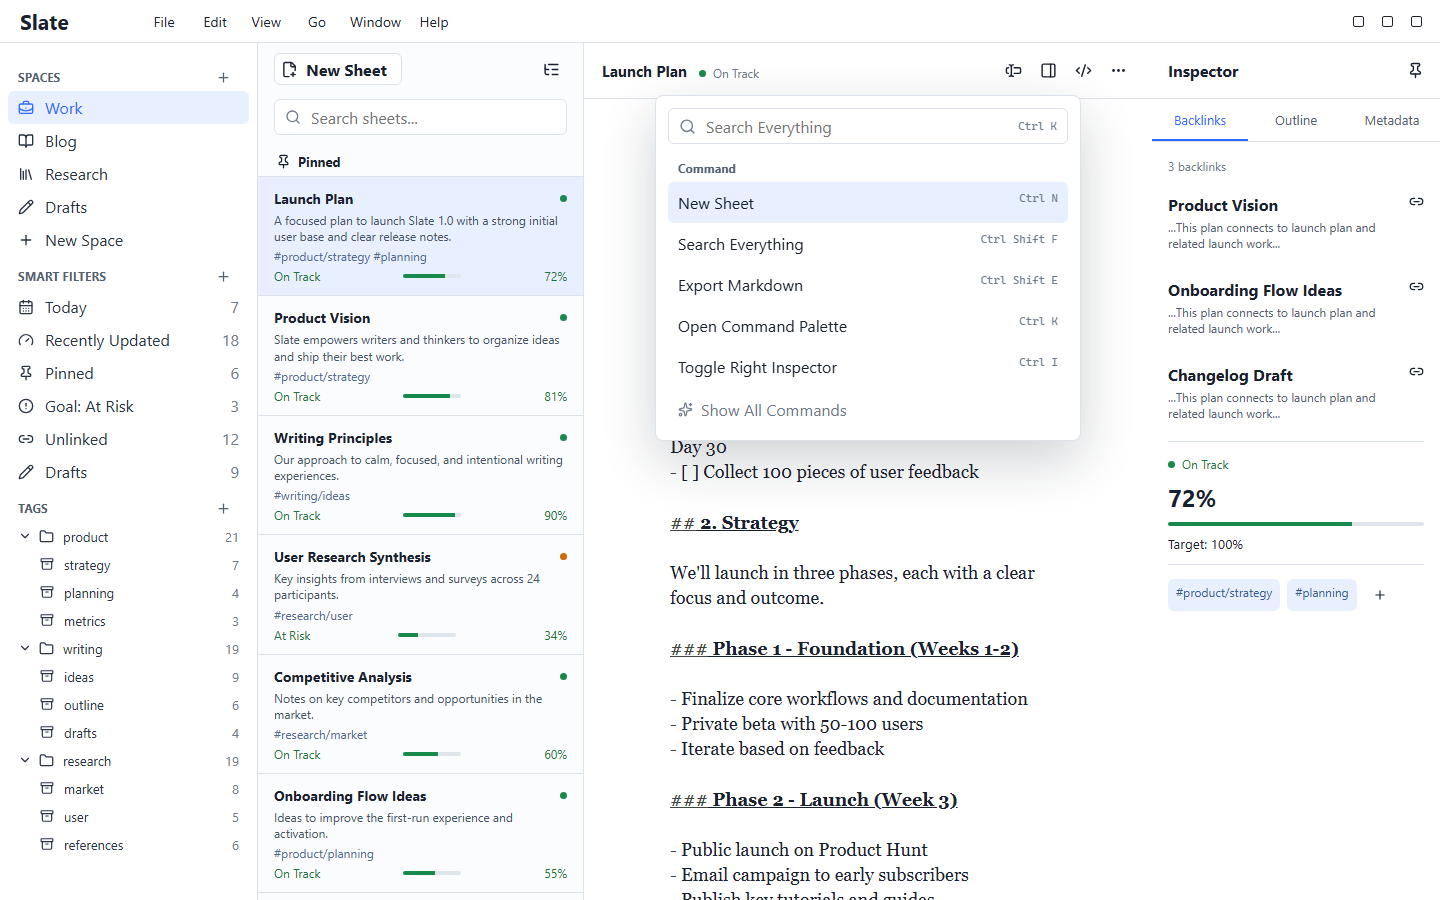 Slate
File
Edit
View
Go
Window
Help
SPACES
Work
Blog
Research
Drafts
New Space
SMART FILTERS
Today 7
Recently Updated 18
Pinned 6
Goal: At Risk 3
Unlinked 12
Drafts 9
TAGS
product 21
strategy 7
planning 4
metrics 3
writing 19
ideas 9
outline 6
drafts 4
research 19
market 8
user 5
references 6
New Sheet
Search sheets...
Pinned
Launch Plan
A focused plan to launch Slate 1.0 with a strong initial
user base and clear release notes.
#product/strategy #planning
On Track 72%
Product Vision
Slate empowers writers and thinkers to organize ideas
and ship their best work.
#product/strategy
On Track 81%
Writing Principles
Our approach to calm, focused, and intentional writing
experiences.
#writing/ideas
On Track 90%
User Research Synthesis
Key insights from interviews and surveys across 24
participants.
#research/user
At Risk 34%
Competitive Analysis
Notes on key competitors and opportunities in the
market.
#research/market
On Track 60%
Onboarding Flow Ideas
Ideas to improve the first-run experience and
activation.
#product/planning
On Track 55%
Launch Plan On Track
Search Everything Ctrl K
Command
New Sheet Ctrl N
Search Everything Ctrl Shift F
Export Markdown Ctrl Shift E
Open Command Palette Ctrl K
Toggle Right Inspector Ctrl I
Show All Commands
Day 30
- [ ] Collect 100 pieces of user feedback
## 2. Strategy
We'll launch in three phases, each with a clear
focus and outcome.
### Phase 1 - Foundation (Weeks 1-2)
- Finalize core workflows and documentation
- Private beta with 50-100 users
- Iterate based on feedback
### Phase 2 - Launch (Week 3)
- Public launch on Product Hunt
- Email campaign to early subscribers
- Publish key tutorials and guides
Inspector
Backlinks
Outline
Metadata
3 backlinks
Product Vision
...This plan connects to launch plan and
related launch work...
Onboarding Flow Ideas
...This plan connects to launch plan and
related launch work...
Changelog Draft
...This plan connects to launch plan and
related launch work...
On Track
72%
Target: 100%
#product/strategy
#planning